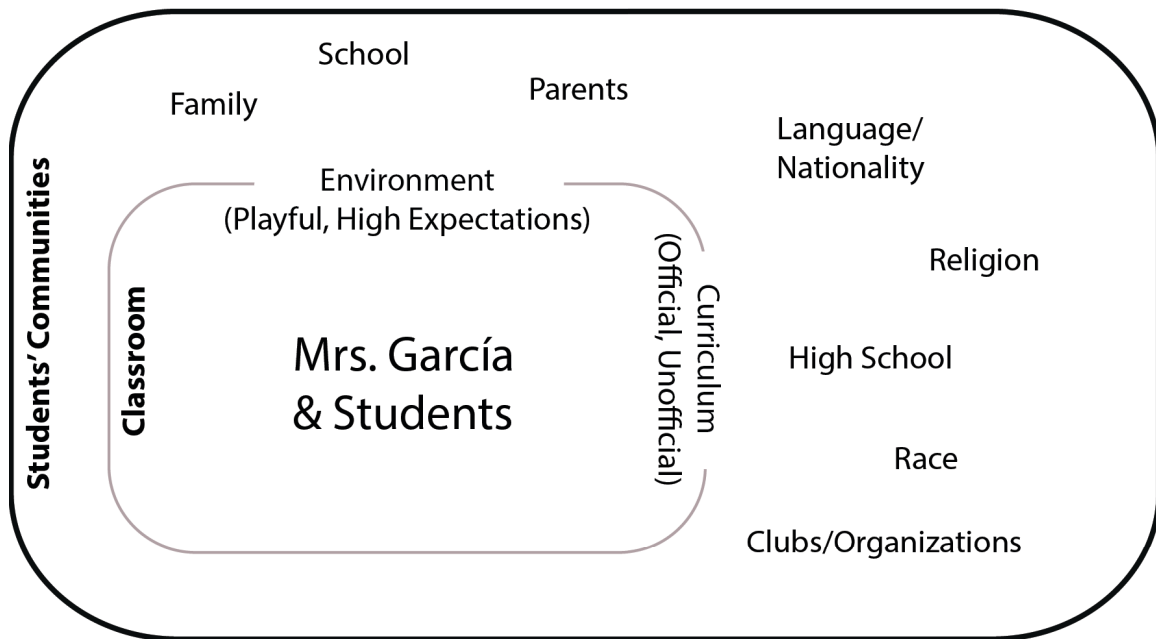 School
Family
Parents
Language/
Nationality
Students' Communities
Environment
(Playful, High Expectations)
Classroom
Mrs. García
& Students
Curriculum
(Official, Unofficial)
Religion
High School
Race
Clubs/Organizations